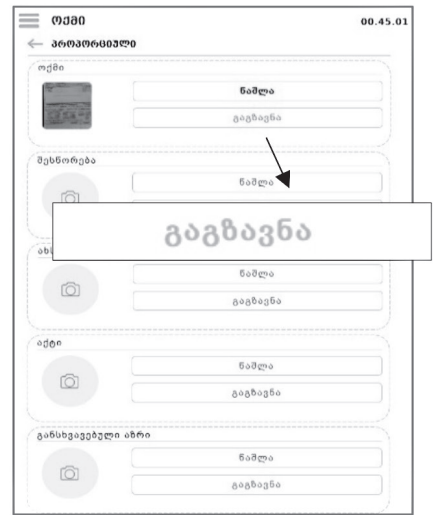 ოქმი
00.45.01
პროპორციული
ოქმი
წაშლა
გაგზავნა
შესწორება
წაშლა
გაგზავნა
წაშლა
გაგზავნა
აქტი
წაშლა
გაგზავნა
განსხვავებული აზრი
წაშლა
გაგზავნა